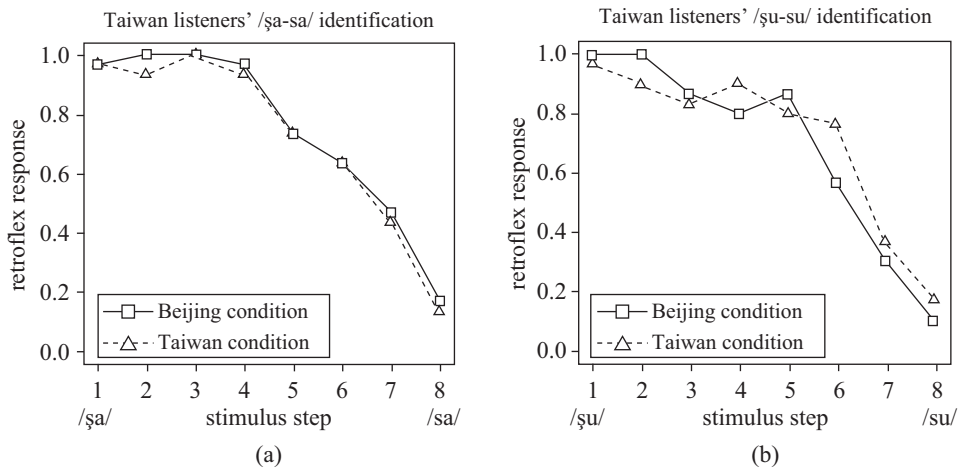 Taiwan listeners’ /ʂa-sa/ identification
retroflex response
1.0
0.8
0.6
0.4
0.2
0.0
Beijing condition
Taiwan condition
1 2 3 4 5 6 7 8
/ʂa/ stimulus step /sa/
(a)
Taiwan listeners’ /ʂu-su/ identification
retroflex response
1.0
0.8
0.6
0.4
0.2
0.0
Beijing condition
Taiwan condition
1 2 3 4 5 6 7 8
/ʂu/ stimulus step /su/
(b)